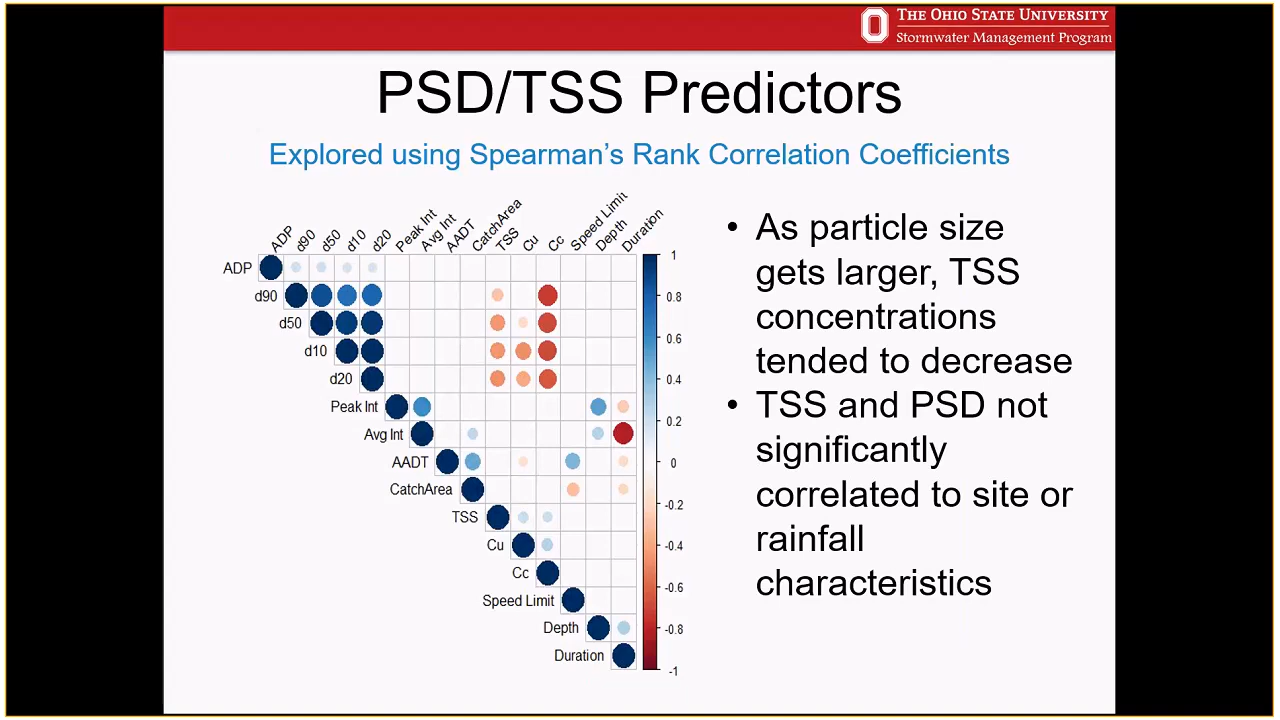 THE OHIO STATE UNIVERSITY
Stormwater Management Program
PSD/TSS Predictors
Explored using Spearman's Rank Correlation Coefficients
ADP
d90
d50
d10
d20
Peak Int
Avg Int
AADT
CatchArea
TSS
Cu
Cc
Speed Limit
Depth
Duration
ADP
d90
d50
d10
d20
Peak Int
Avg Int
AADT
CatchArea
TSS
Cu
Cc
Speed Limit
Depth
Duration
1
0.8
0.6
0.4
0.2
0
-0.2
-0.4
-0.6
-0.8
-1
• As particle size
gets larger, TSS
concentrations
tended to decrease
• TSS and PSD not
significantly
correlated to site or
rainfall
characteristics